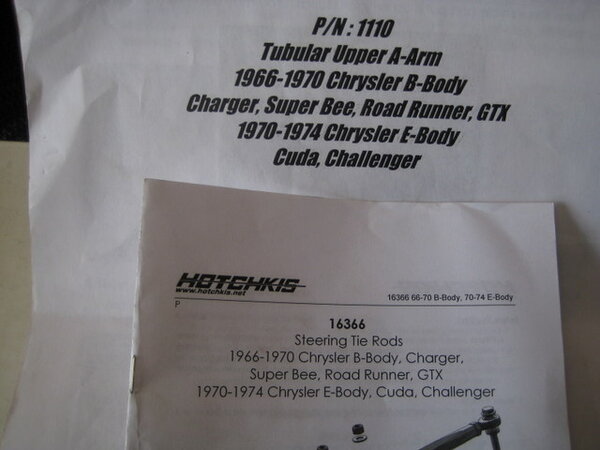 P/N : 1110
Tubular Upper A-Arm
1966-1970 Chrysler B-Body
Charger, Super Bee, Road Runner, GTX
1970-1974 Chrysler E-Body
Cuda, Challenger
HOTCHKIS
www.hotchkis.net
16366 66-70 B-Body, 70-74 E-Body
P
16366
Steering Tie Rods
1966-1970 Chrysler B-Body, Charger,
Super Bee, Road Runner, GTX
1970-1974 Chrysler E-Body, Cuda, Challenger